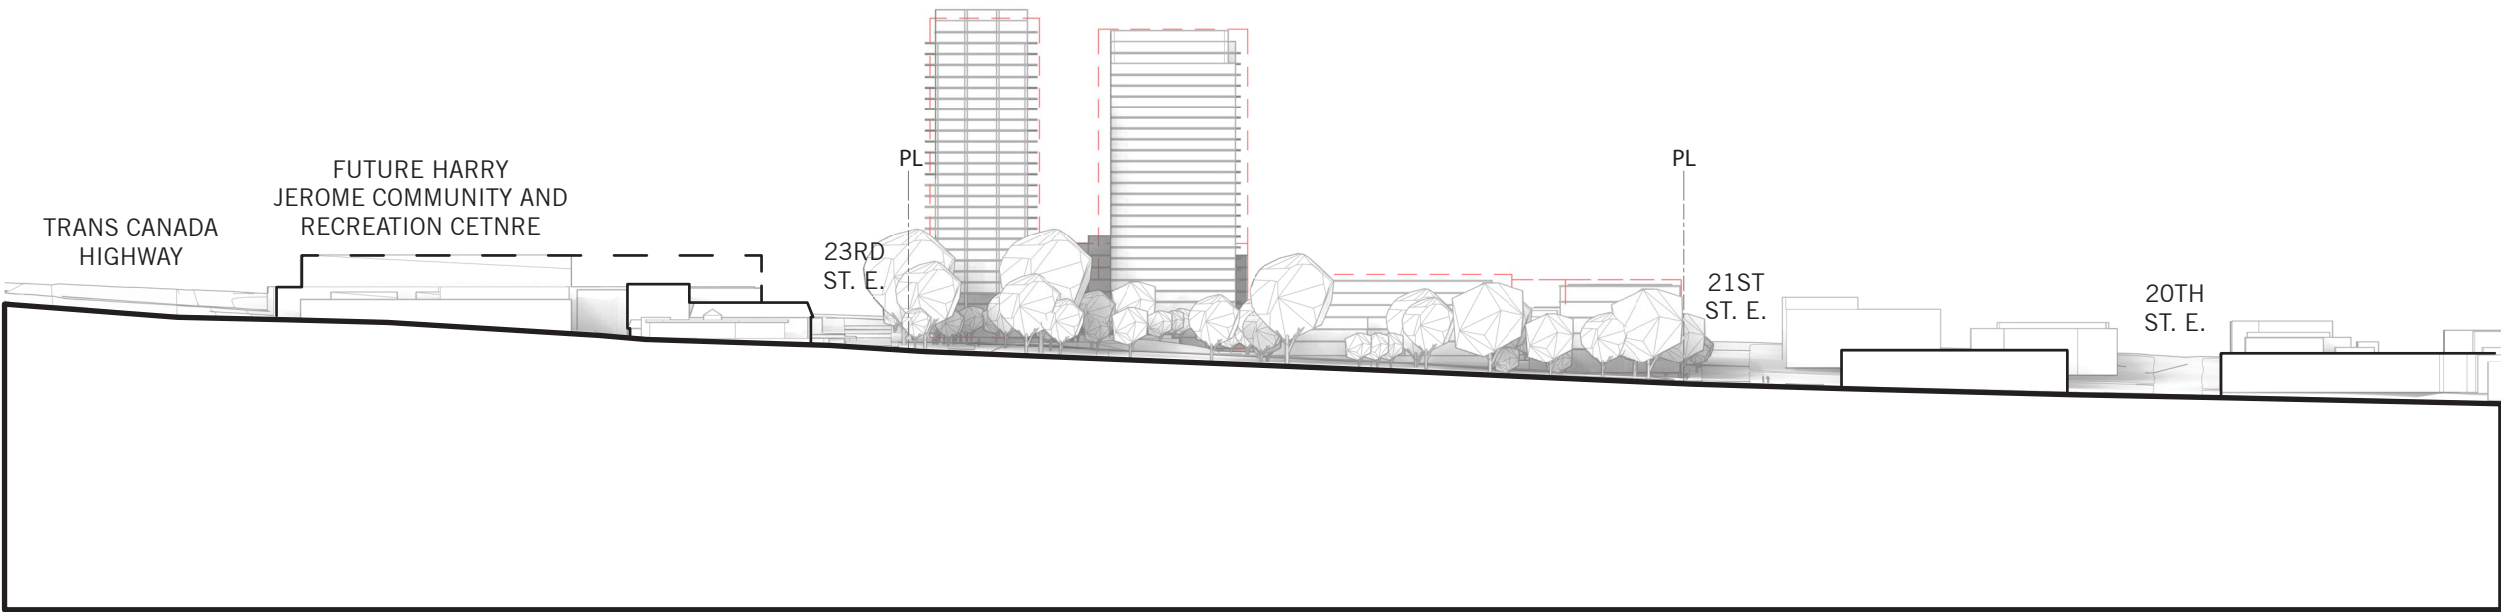 TRANS CANADA
HIGHWAY
FUTURE HARRY
JEROME COMMUNITY AND
RECREATION CETNRE
23RD
ST. E.
PL
PL
21ST
ST. E.
20TH
ST. E.